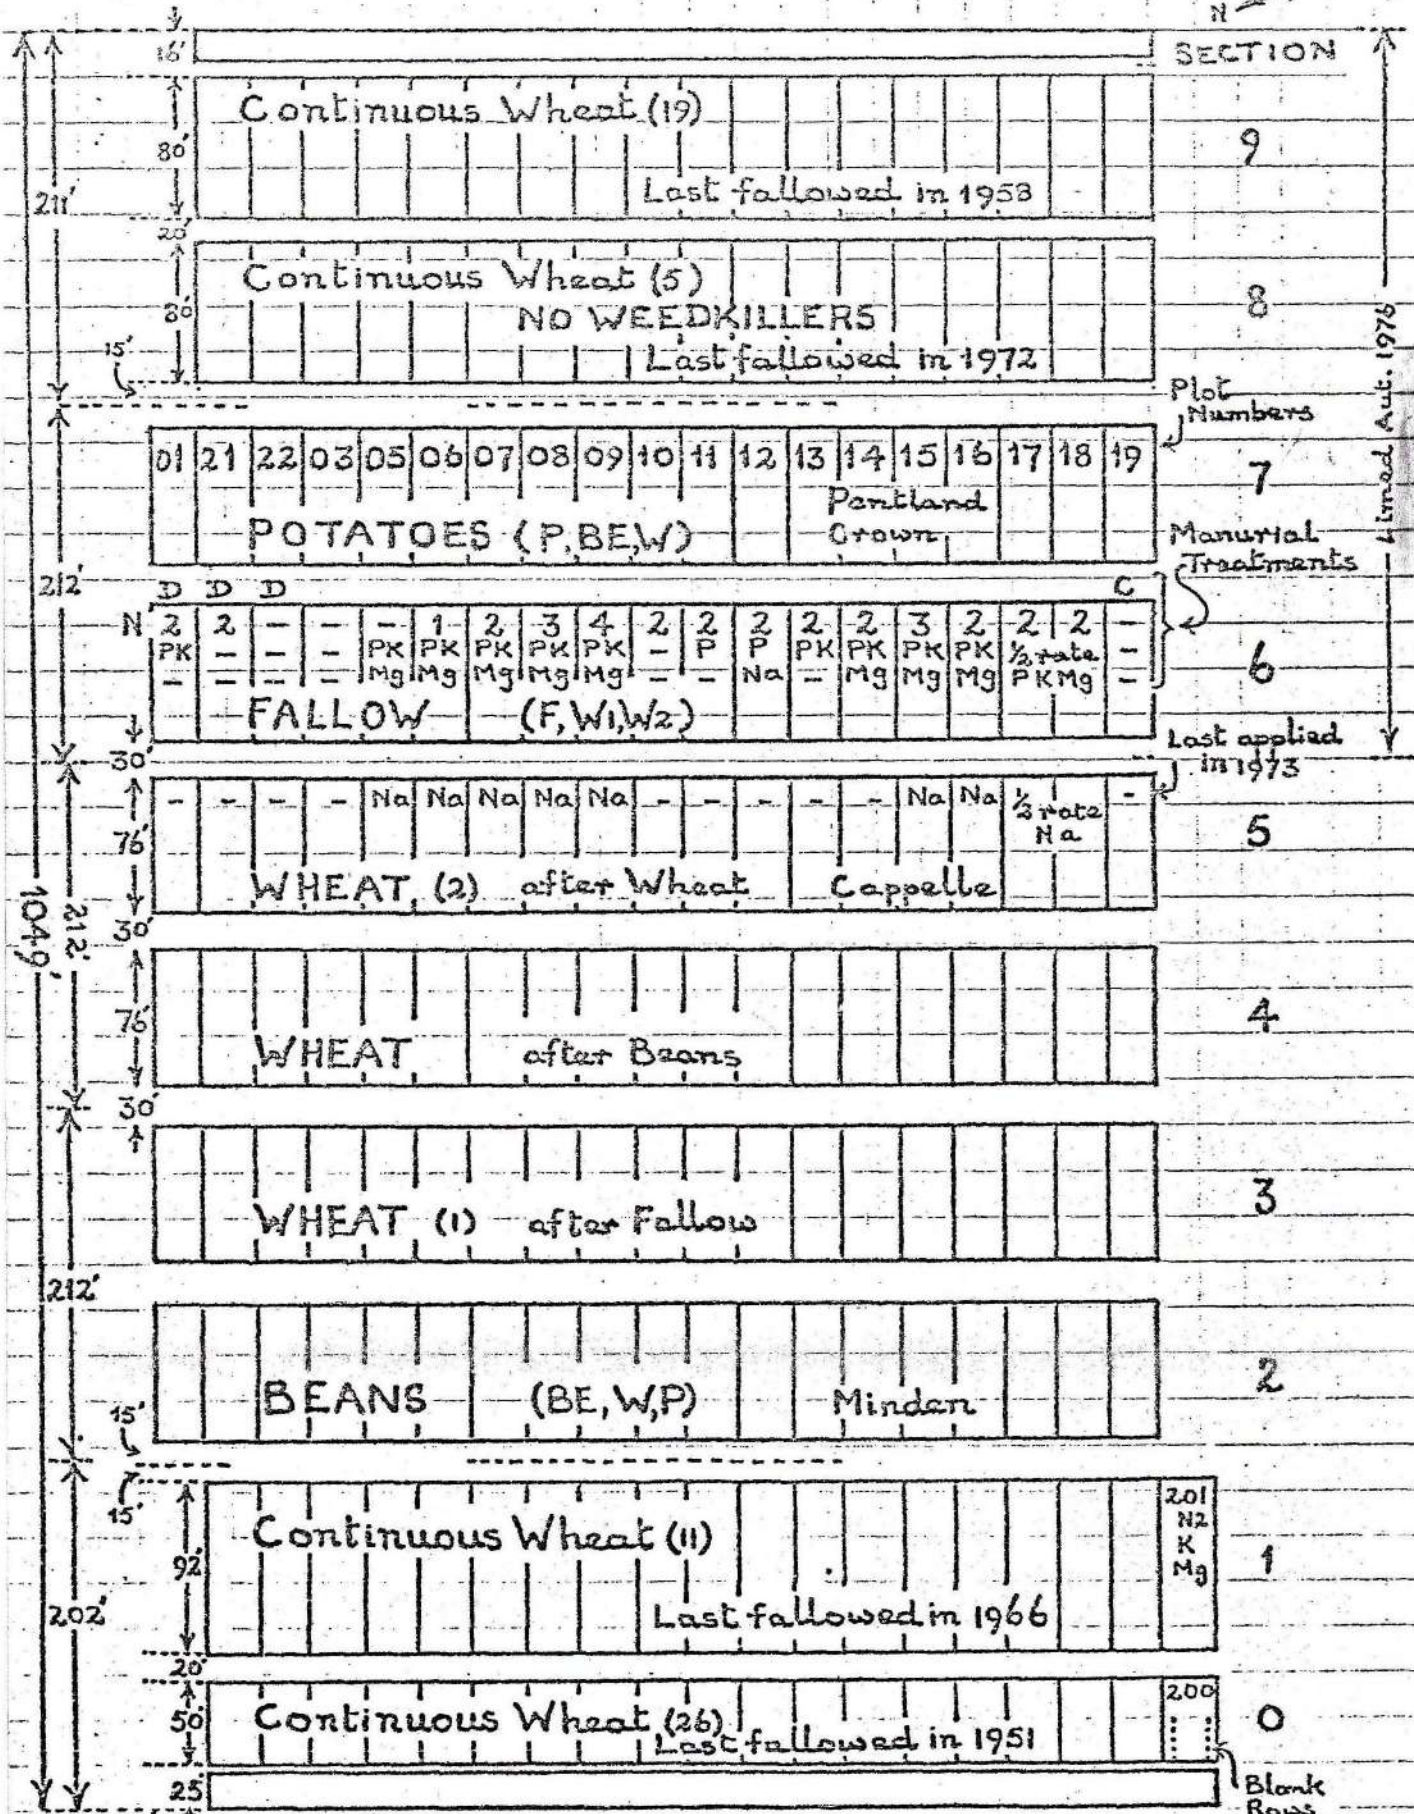 N
16'
SECTION
Continuous Wheat (19)
80'
9
Last fallowed in 1958
211'
20'
Continuous Wheat (5)
80'
NO WEEDKILLERS
8
Last fallowed in 1972
15'
Limed Aut. 1976
Plot
Numbers
01 21 22 03 05 06 07 08 09 10 11 12 13 14 15 16 17 18 19
7
Pentland
POTATOES (P,BE,W) Crown
Manurial
Treatments
212'
D D D C
N 2 2 - - - 1 2 3 4 2 2 2 2 2 3 2 2 2 -
PK - - - PK PK PK PK PK - P P PK PK PK PK ½ rate -
- - - - Mg Mg Mg Mg Mg - - Na - Mg Mg Mg PKMg -
6
FALLOW (F,W1,W2)
30'
Last applied
in 1973
- - - - Na Na Na Na Na - - - - - Na Na ½ rate -
Na
76'
5
WHEAT (2) after Wheat Cappelle
30'
1049'
212'
76'
4
WHEAT after Beans
30'
3
WHEAT (1) after Fallow
212'
2
BEANS (BE,W,P) Minden
15'
15'
201
N2
K
Mg
Continuous Wheat (11)
92'
1
Last fallowed in 1966
202'
20'
200
Continuous Wheat (26)
50'
0
Last fallowed in 1951
25'
Blank
Rows